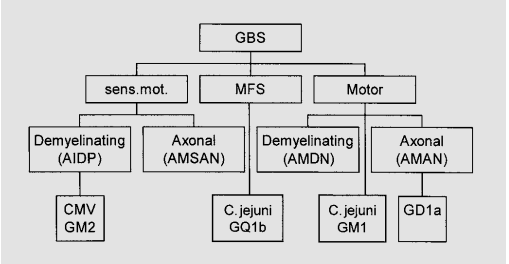 GBS
sens.mot.
MFS
Motor
Demyelinating
(AIDP)
Axonal
(AMSAN)
Demyelinating
(AMDN)
Axonal
(AMAN)
CMV
GM2
C. jejuni
GQ1b
C. jejuni
GM1
GD1a